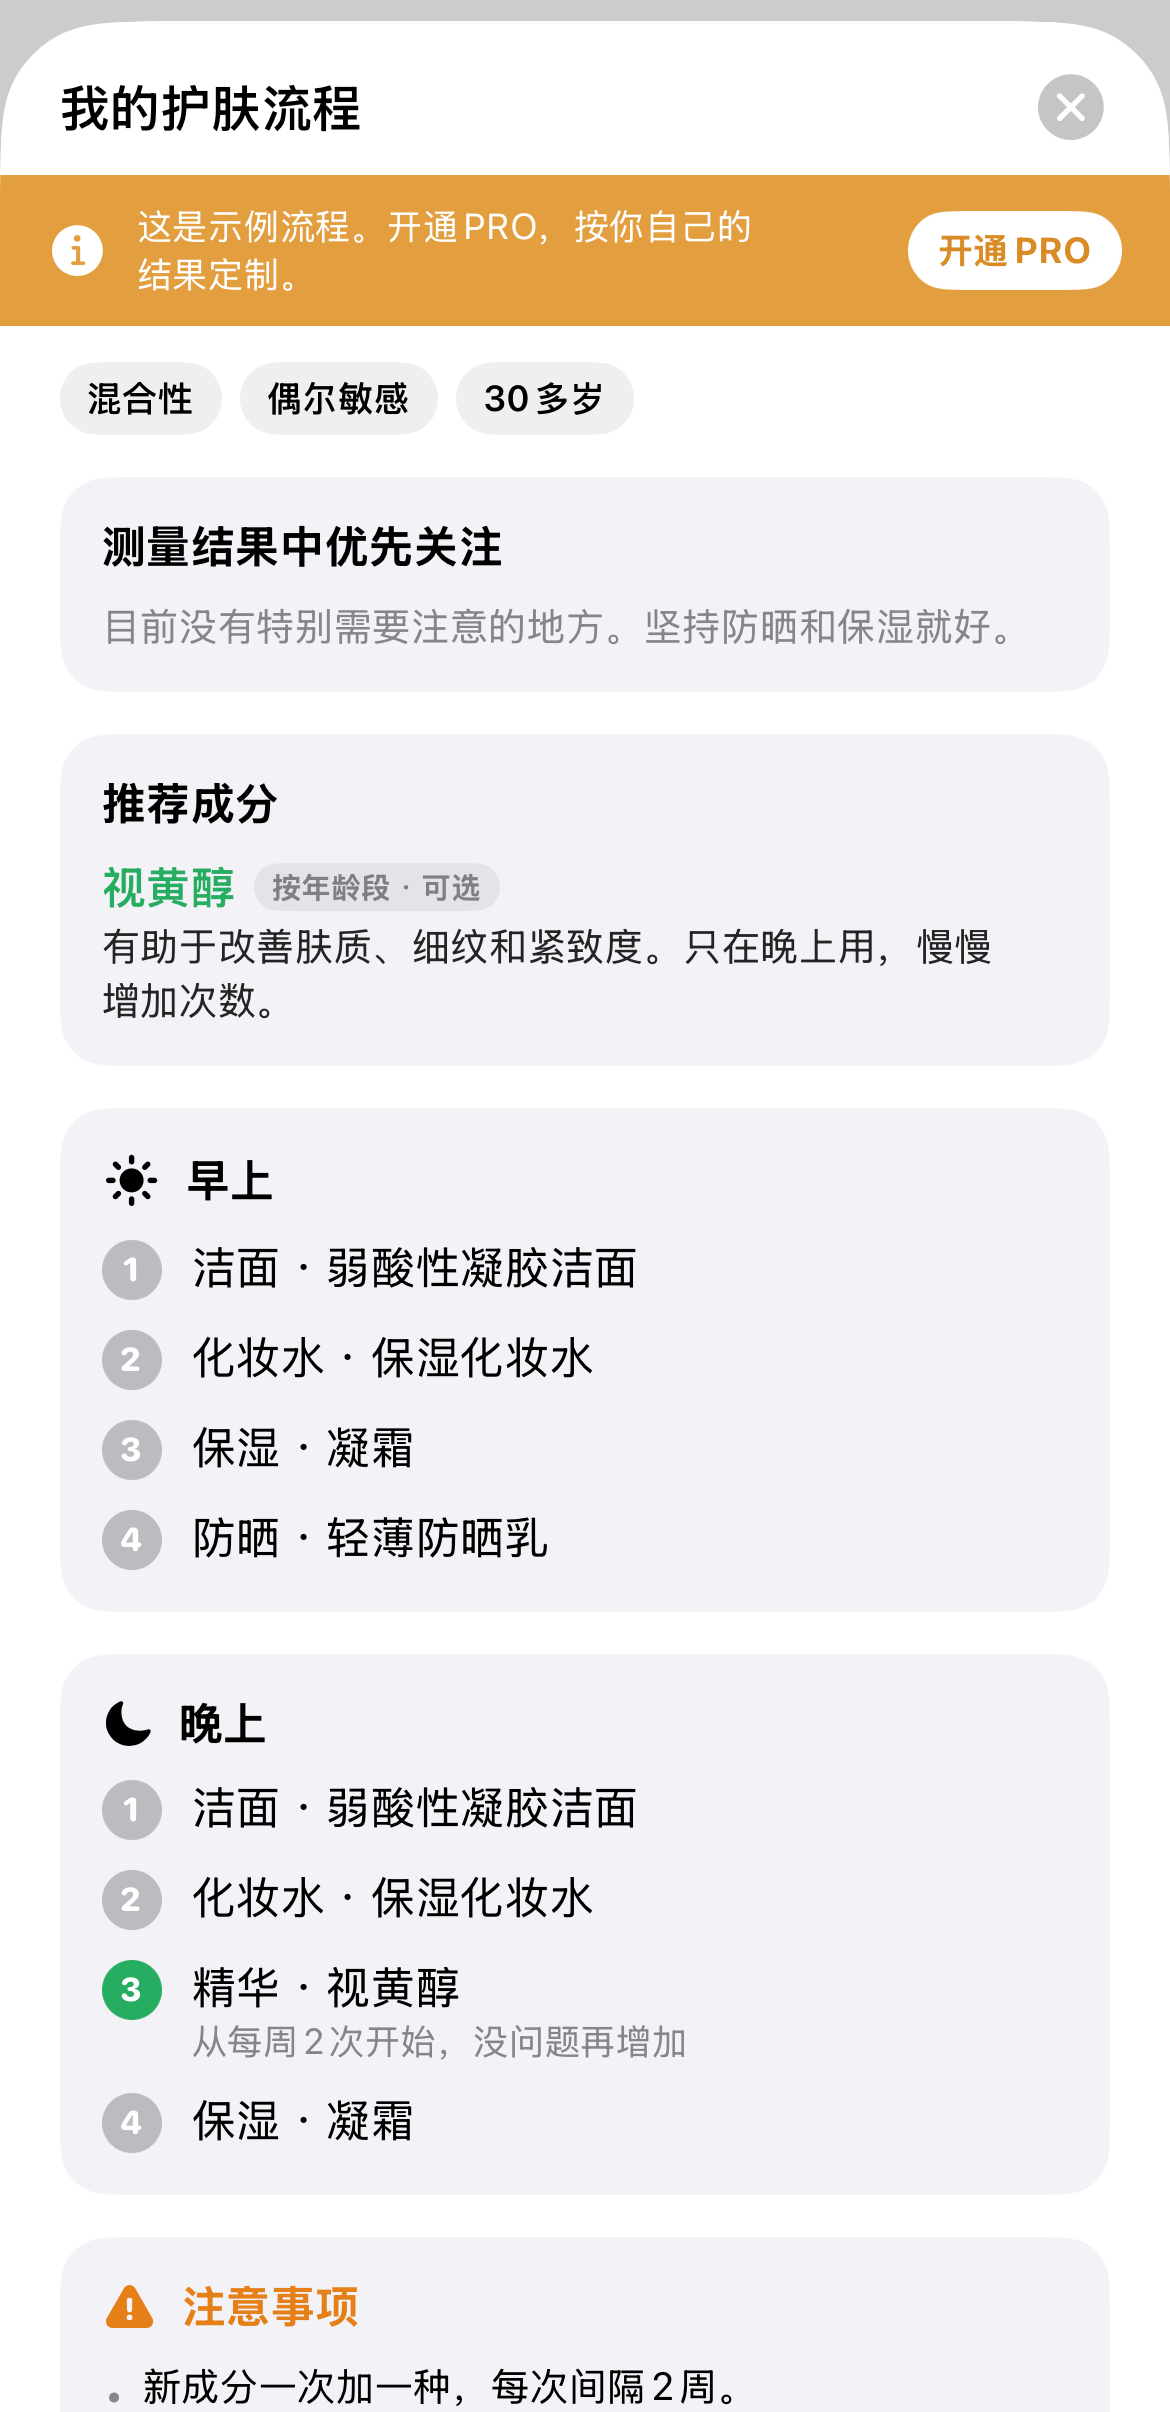 我的护肤流程
这是示例流程。开通 PRO，按你自己的
结果定制。
开通 PRO
混合性
偶尔敏感
30 多岁
测量结果中优先关注
目前没有特别需要注意的地方。坚持防晒和保湿就好。
推荐成分
视黄醇
按年龄段 · 可选
有助于改善肤质、细纹和紧致度。只在晚上用，慢慢
增加次数。
早上
1 洁面 · 弱酸性凝胶洁面
2 化妆水 · 保湿化妆水
3 保湿 · 凝霜
4 防晒 · 轻薄防晒乳
晚上
1 洁面 · 弱酸性凝胶洁面
2 化妆水 · 保湿化妆水
3 精华 · 视黄醇
从每周 2 次开始，没问题再增加
4 保湿 · 凝霜
注意事项
• 新成分一次加一种，每次间隔 2 周。